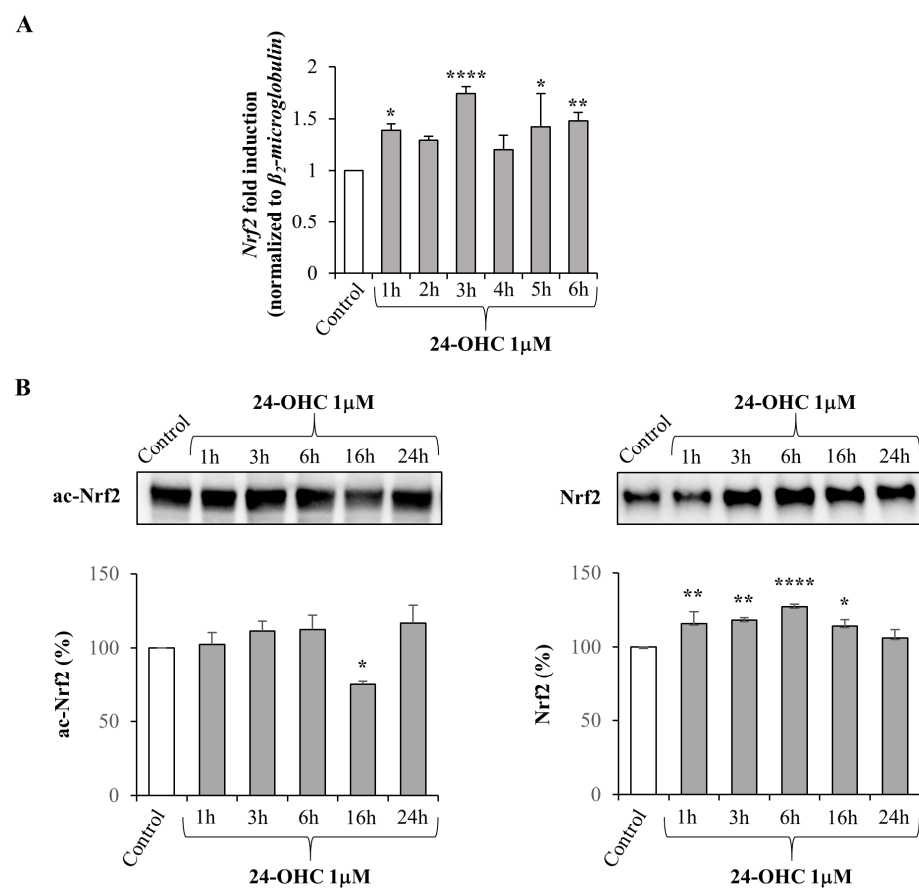 A
Nrf2 fold induction
(normalized to β2-microglobulin)
2
1.5
1
0.5
0
* **** * **
Control 1h 2h 3h 4h 5h 6h
24-OHC 1μM
B
24-OHC 1μM
Control 1h 3h 6h 16h 24h
ac-Nrf2
ac-Nrf2 (%)
150
100
50
0
*
Control 1h 3h 6h 16h 24h
24-OHC 1μM
24-OHC 1μM
Control 1h 3h 6h 16h 24h
Nrf2
Nrf2 (%)
150
100
50
0
** ** **** *
Control 1h 3h 6h 16h 24h
24-OHC 1μM